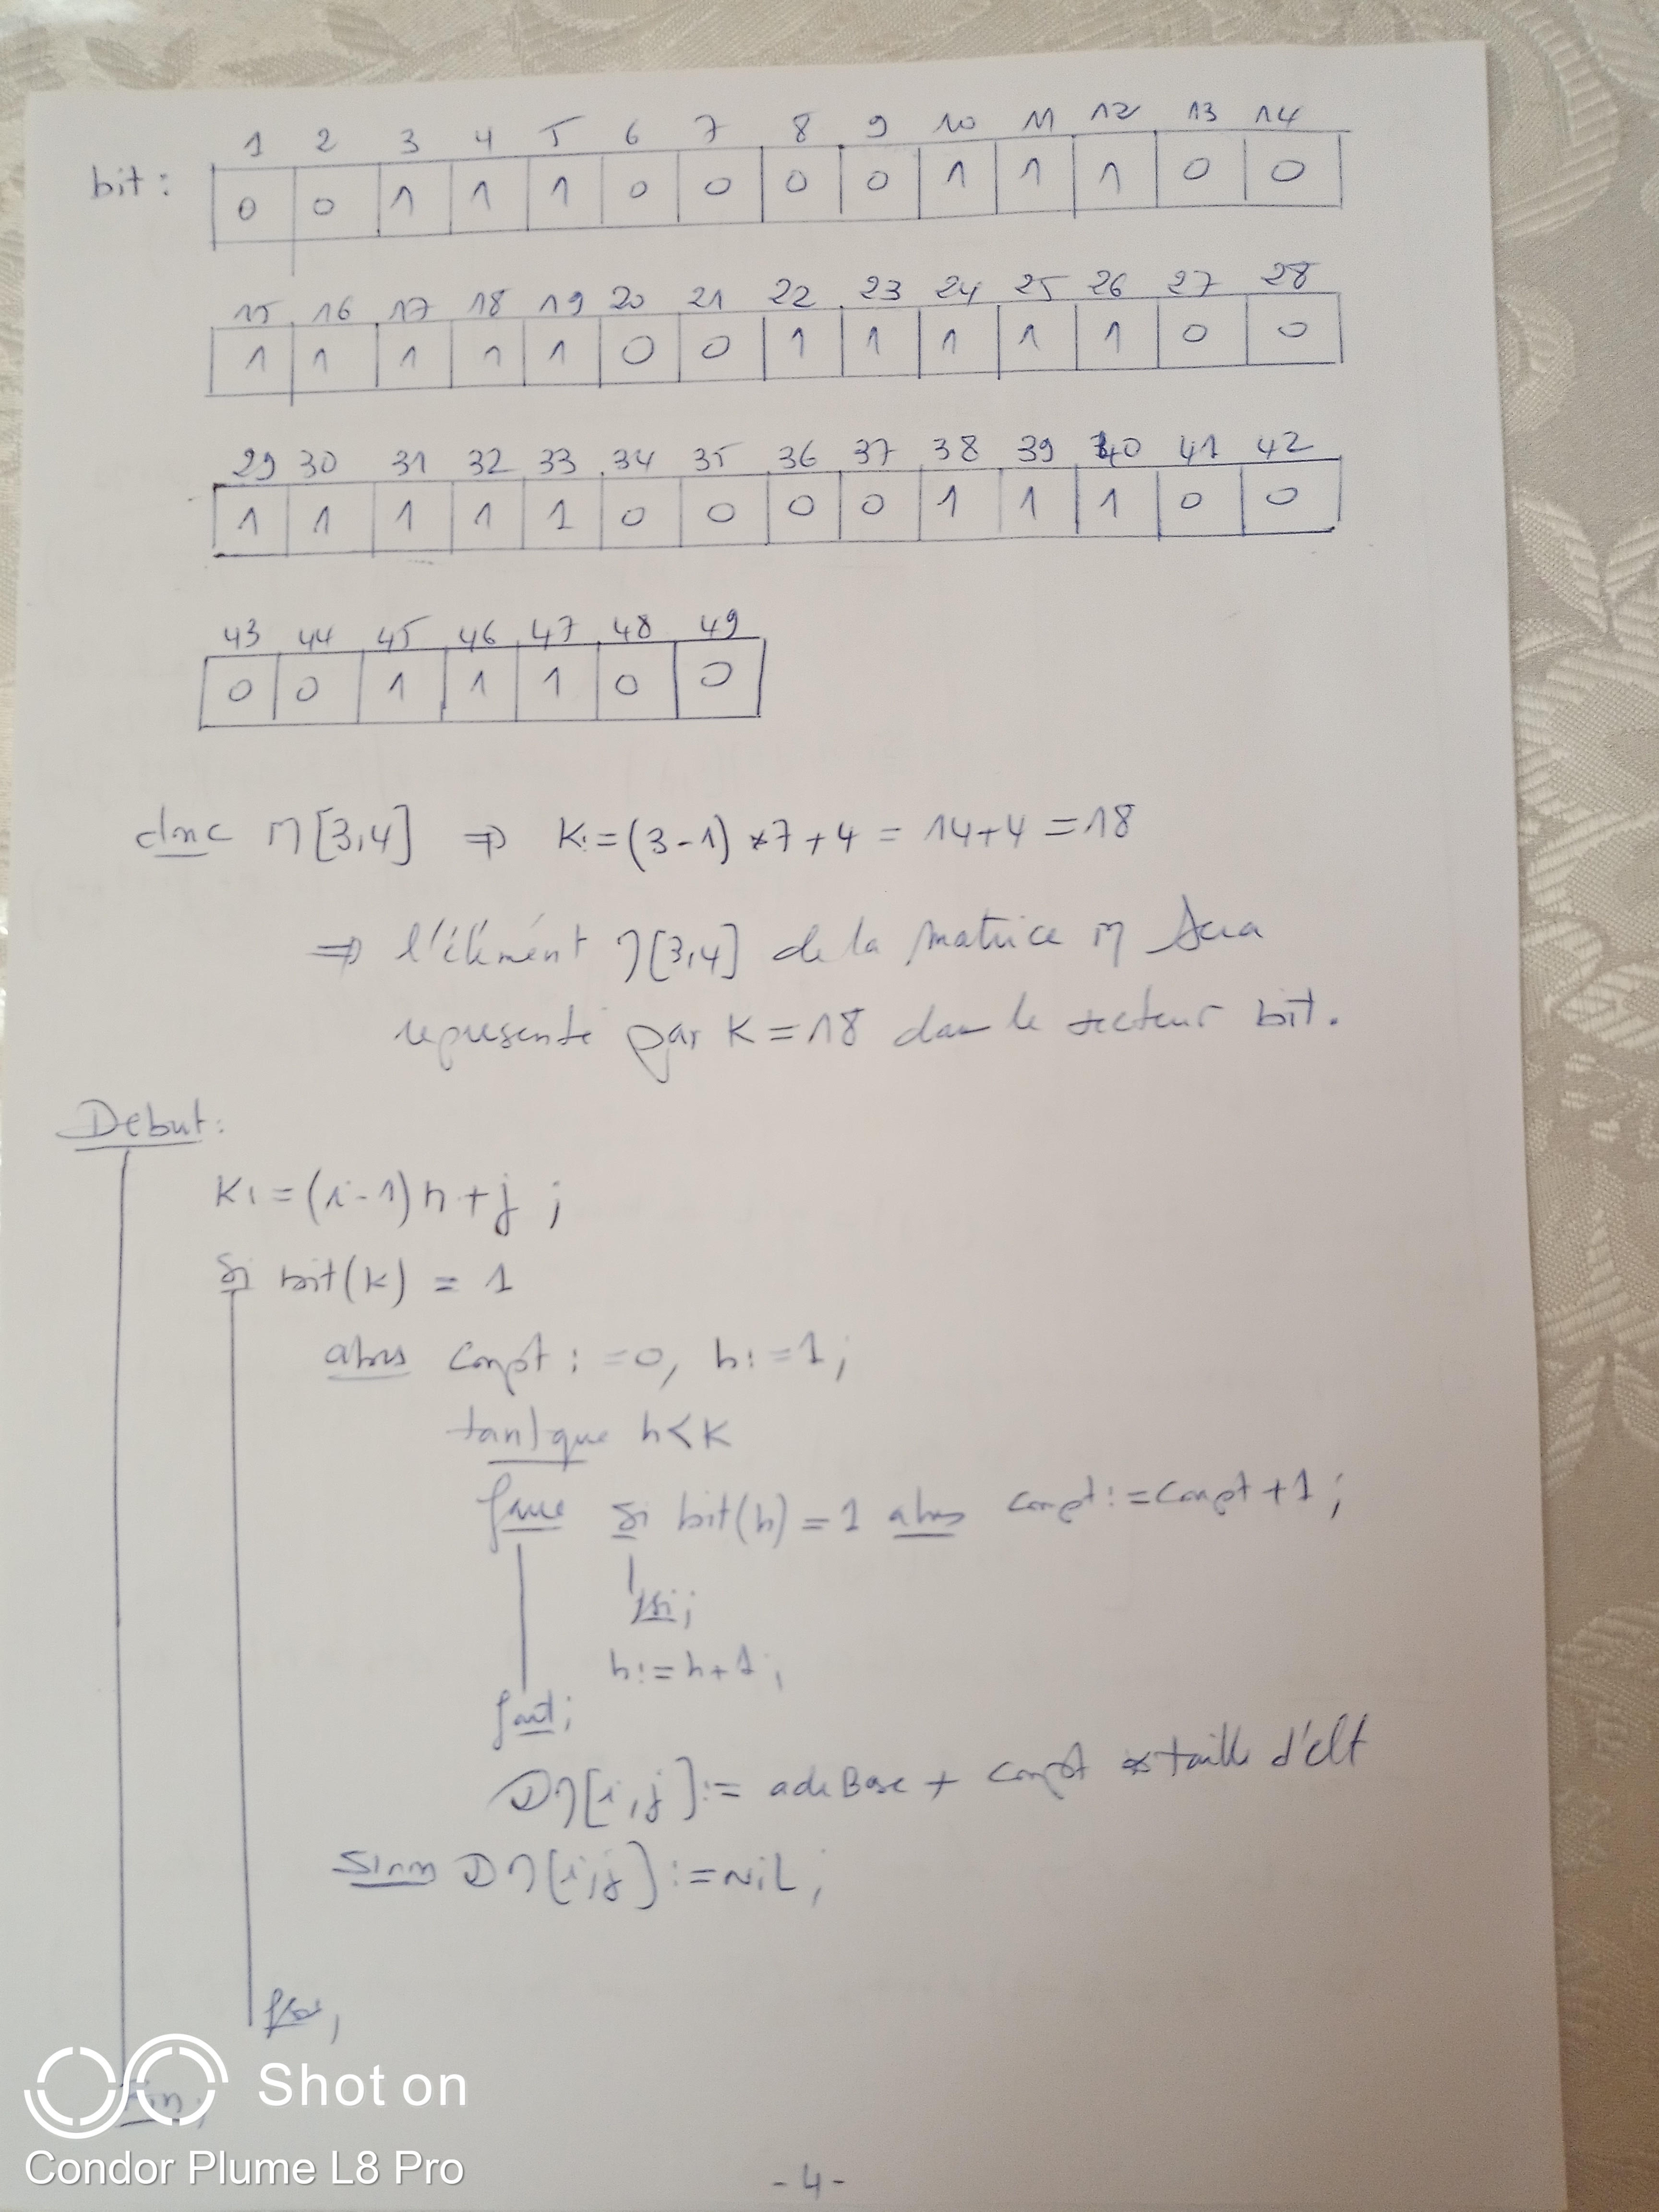 1 2 3 4 5 6 7 8 9 10 11 12 13 14
bit : 0 0 1 1 1 0 0 0 0 1 1 1 0 0
15 16 17 18 19 20 21 22 23 24 25 26 27 28
1 1 1 1 1 0 0 1 1 1 1 1 0 0
29 30 31 32 33 34 35 36 37 38 39 40 41 42
1 1 1 1 1 0 0 0 0 1 1 1 0 0
43 44 45 46 47 48 49
0 0 1 1 1 0 0
donc M[3,4] => K:=(3-1)*7+4 = 14+4 = 18
=> l'élément M[3,4] de la matrice M sera
représenté par K=18 dans le vecteur bit.
Debut:
K:=(i-1)n+j ;
Si bit(k) = 1
alors compt:=0, h:=1;
tantque h<K
faire si bit(h)=1 alors compt:=compt+1;
fsi;
h:=h+1;
fait;
@M[i,j]:= adeBase + compt * taille d'elt
sinon @M[i,j]:=NiL;
fsi;
Fin;
Shot on
Condor Plume L8 Pro
-4-